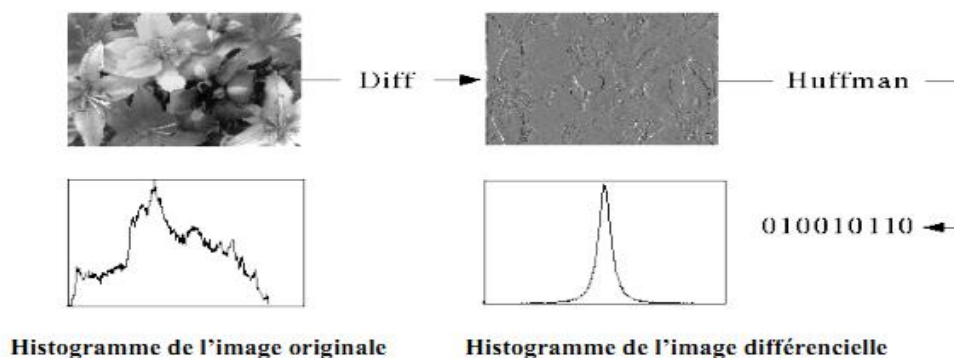 Diff
Huffman
010010110
Histogramme de l'image originale
Histogramme de l'image différencielle